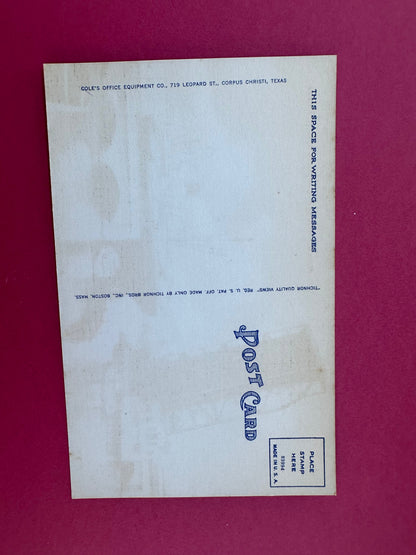 THIS SPACE FOR WRITING MESSAGES
POST CARD
PLACE
STAMP
HERE
MADE IN U. S. A.
COLE'S OFFICE EQUIPMENT CO., 719 LEOPARD ST., CORPUS CHRISTI, TEXAS
"TICHNOR QUALITY VIEWS" REG. U. S. PAT. OFF. MADE ONLY BY TICHNOR BROS., INC., BOSTON, MASS.